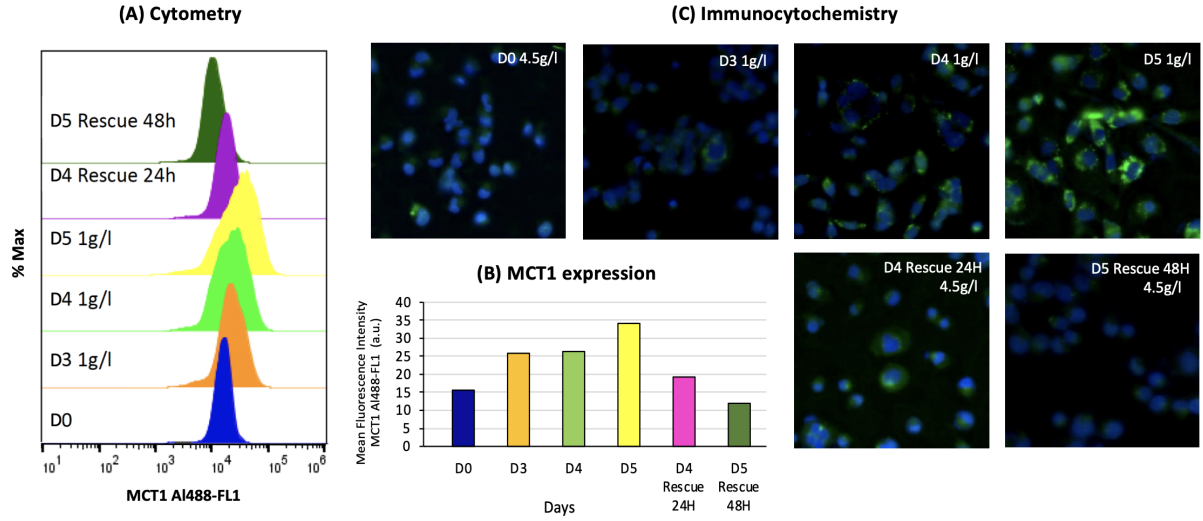 (A) Cytometry
D5 Rescue 48h
D4 Rescue 24h
D5 1g/l
D4 1g/l
D3 1g/l
D0
% Max
10¹ 10² 10³ 10⁴ 10⁵ 10⁶
MCT1 Al488-FL1
(C) Immunocytochemistry
D0 4.5g/l
D3 1g/l
D4 1g/l
D5 1g/l
D4 Rescue 24H
4.5g/l
D5 Rescue 48H
4.5g/l
(B) MCT1 expression
Mean Fluorescence Intensity
MCT1 Al488-FL1 (a.u.)
40
35
30
25
20
15
10
5
0
D0 D3 D4 D5 D4 D5
Rescue Rescue
24H 48H
Days